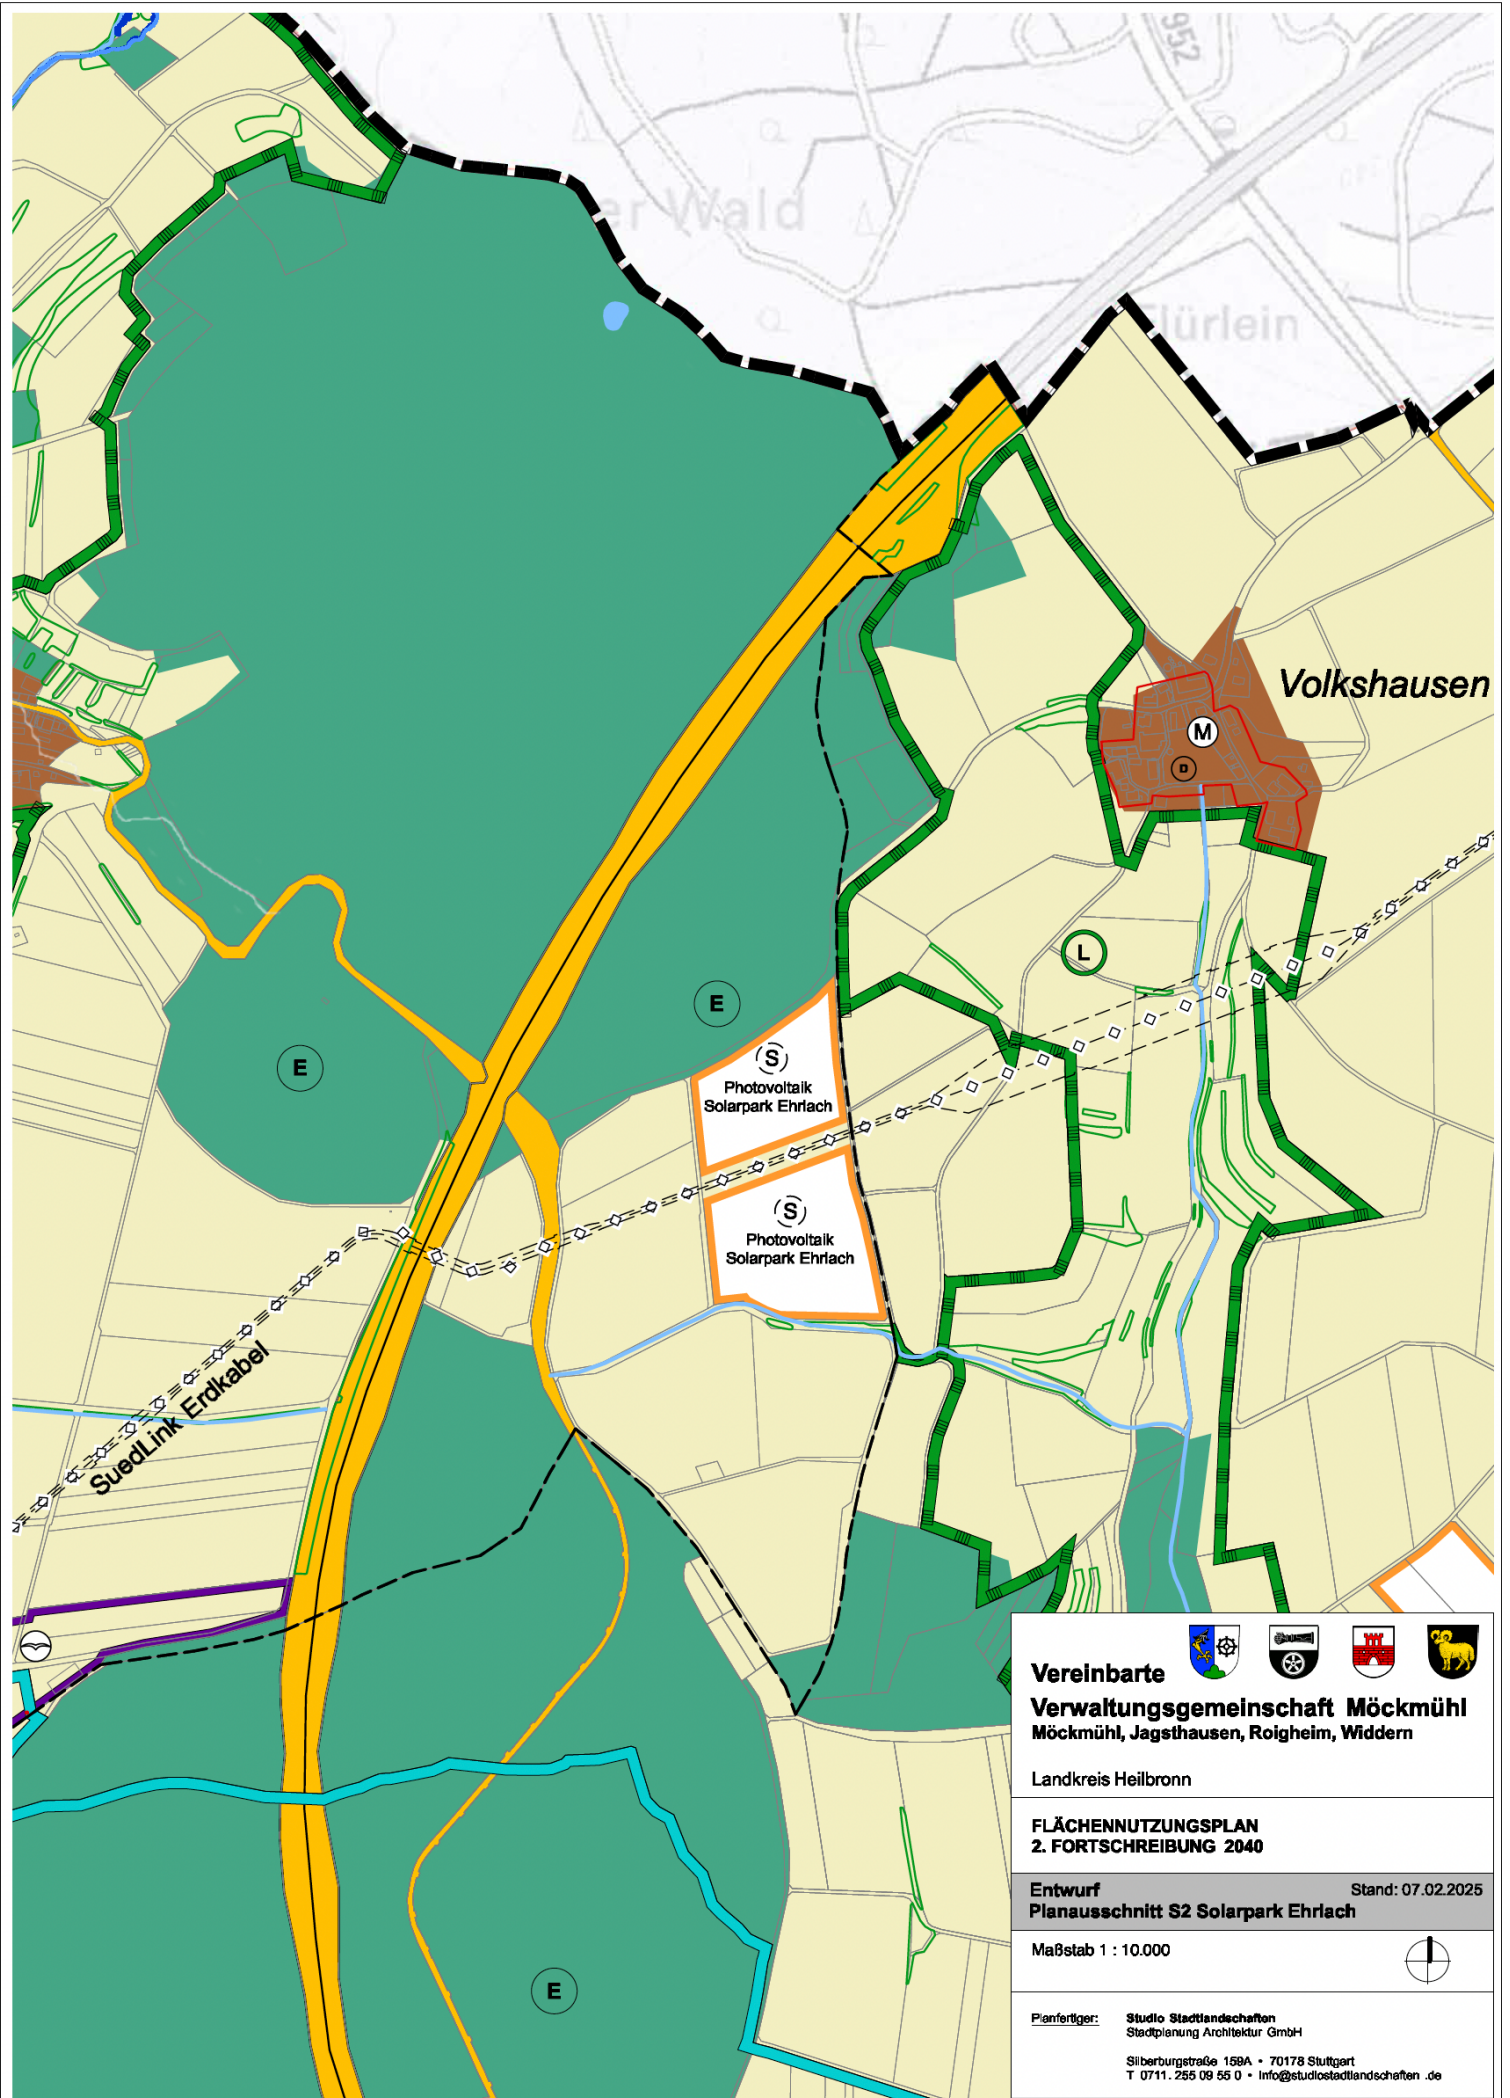 952
er Wald
lürlein
Volkshausen
M
D
L
E
E
S
Photovoltaik
Solarpark Ehrlach
S
Photovoltaik
Solarpark Ehrlach
SuedLink Erdkabel
E
Vereinbarte
Verwaltungsgemeinschaft Möckmühl
Möckmühl, Jagsthausen, Roigheim, Widdern
Landkreis Heilbronn
FLÄCHENNUTZUNGSPLAN
2. FORTSCHREIBUNG 2040
Entwurf Stand: 07.02.2025
Planausschnitt S2 Solarpark Ehrlach
Maßstab 1 : 10.000
Planfertiger: Studio Stadtlandschaften
Stadtplanung Architektur GmbH
Silberburgstraße 159A • 70178 Stuttgart
T 0711. 255 09 55 0 • info@studiostadtlandschaften .de